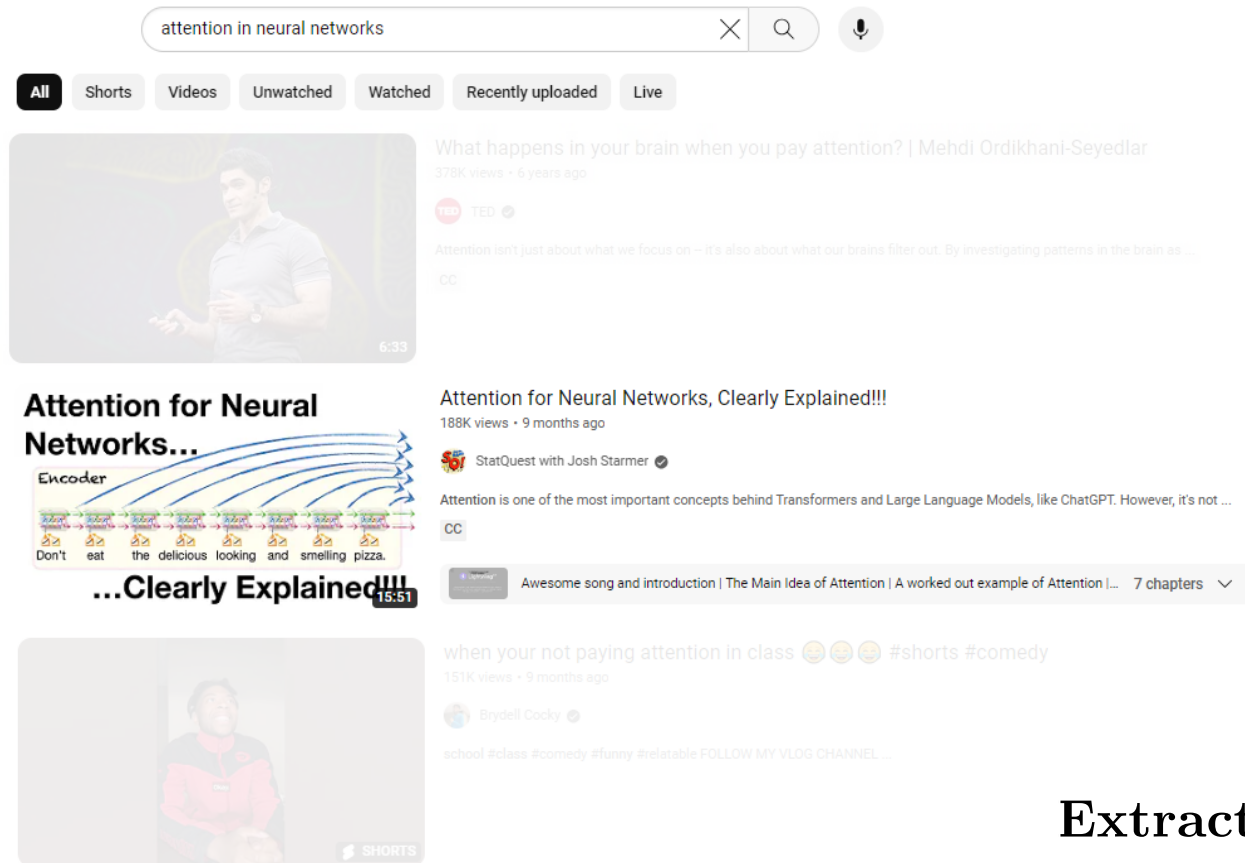 attention in neural networks
All Shorts Videos Unwatched Watched Recently uploaded Live
What happens in your brain when you pay attention? | Mehdi Ordikhani-Seyedlar
378K views • 6 years ago
TED TED
Attention isn't just about what we focus on – it's also about what our brains filter out. By investigating patterns in the brain as ...
CC
6:33
Attention for Neural
Networks...
Encoder
Don't eat the delicious looking and smelling pizza.
...Clearly Explained!!!
15:51
Attention for Neural Networks, Clearly Explained!!!
188K views • 9 months ago
StatQuest with Josh Starmer
Attention is one of the most important concepts behind Transformers and Large Language Models, like ChatGPT. However, it's not ...
CC
Awesome song and introduction | The Main Idea of Attention | A worked out example of Attention |... 7 chapters
when your not paying attention in class 😂😂😂 #shorts #comedy
151K views • 9 months ago
Brydell Cocky
school #class #comedy #funny #relatable FOLLOW MY VLOG CHANNEL ...
SHORTS
Extract